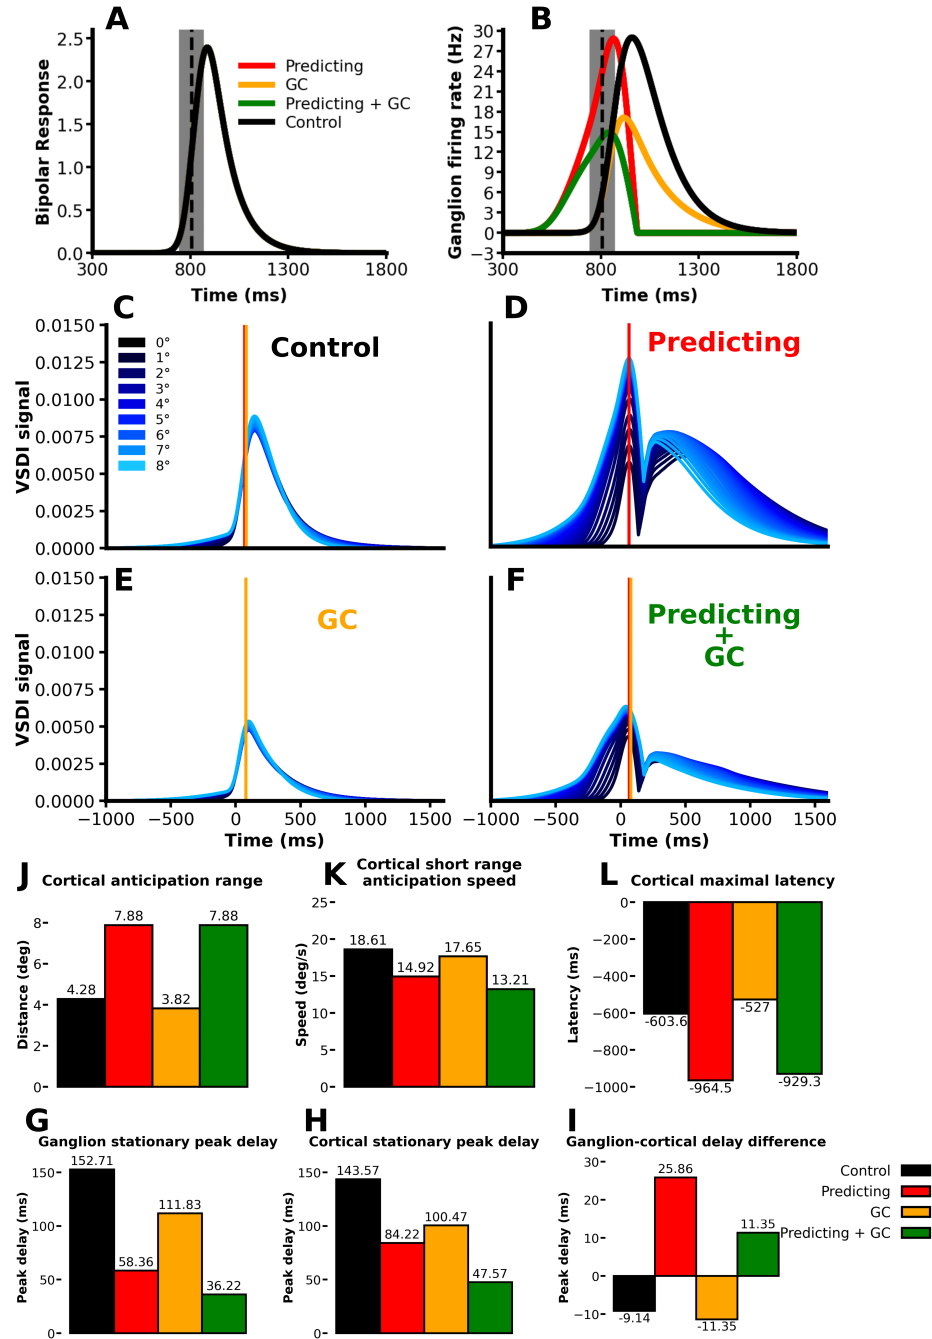 A
2.5
2.0
1.5
1.0
0.5
0.0
Bipolar Response
300 800 1300 1800
Time (ms)
Predicting
GC
Predicting + GC
Control
B
30
27
24
21
18
15
12
9
6
3
0
−3
Ganglion firing rate (Hz)
300 800 1300 1800
Time (ms)
C
0.0150
0.0125
0.0100
0.0075
0.0050
0.0025
0.0000
VSDI signal
0°
1°
2°
3°
4°
5°
6°
7°
8°
Control
D
Predicting
E
0.0150
0.0125
0.0100
0.0075
0.0050
0.0025
0.0000
VSDI signal
GC
−1000 −500 0 500 1000 1500
Time (ms)
F
Predicting
+
GC
−1000 −500 0 500 1000 1500
Time (ms)
J
Cortical anticipation range
8
6
4
2
0
Distance (deg)
4.28
7.88
3.82
7.88
K
Cortical short range
anticipation speed
25
20
15
10
5
0
Speed (deg/s)
18.61
14.92
17.65
13.21
L
Cortical maximal latency
0
−200
−400
−600
−800
−1000
Latency (ms)
-603.6
-964.5
-527
-929.3
G
Ganglion stationary peak delay
150
100
50
0
Peak delay (ms)
152.71
58.36
111.83
36.22
H
Cortical stationary peak delay
150
100
50
0
Peak delay (ms)
143.57
84.22
100.47
47.57
I
Ganglion-cortical delay difference
30
20
10
0
−10
Peak delay (ms)
-9.14
25.86
-11.35
11.35
Control
Predicting
GC
Predicting + GC